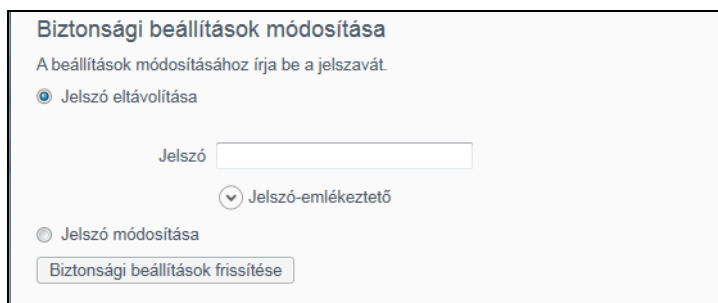 Biztonsági beállítások módosítása
A beállítások módosításához írja be a jelszavát.
Jelszó eltávolítása
Jelszó
Jelszó-emlékeztető
Jelszó módosítása
Biztonsági beállítások frissítése